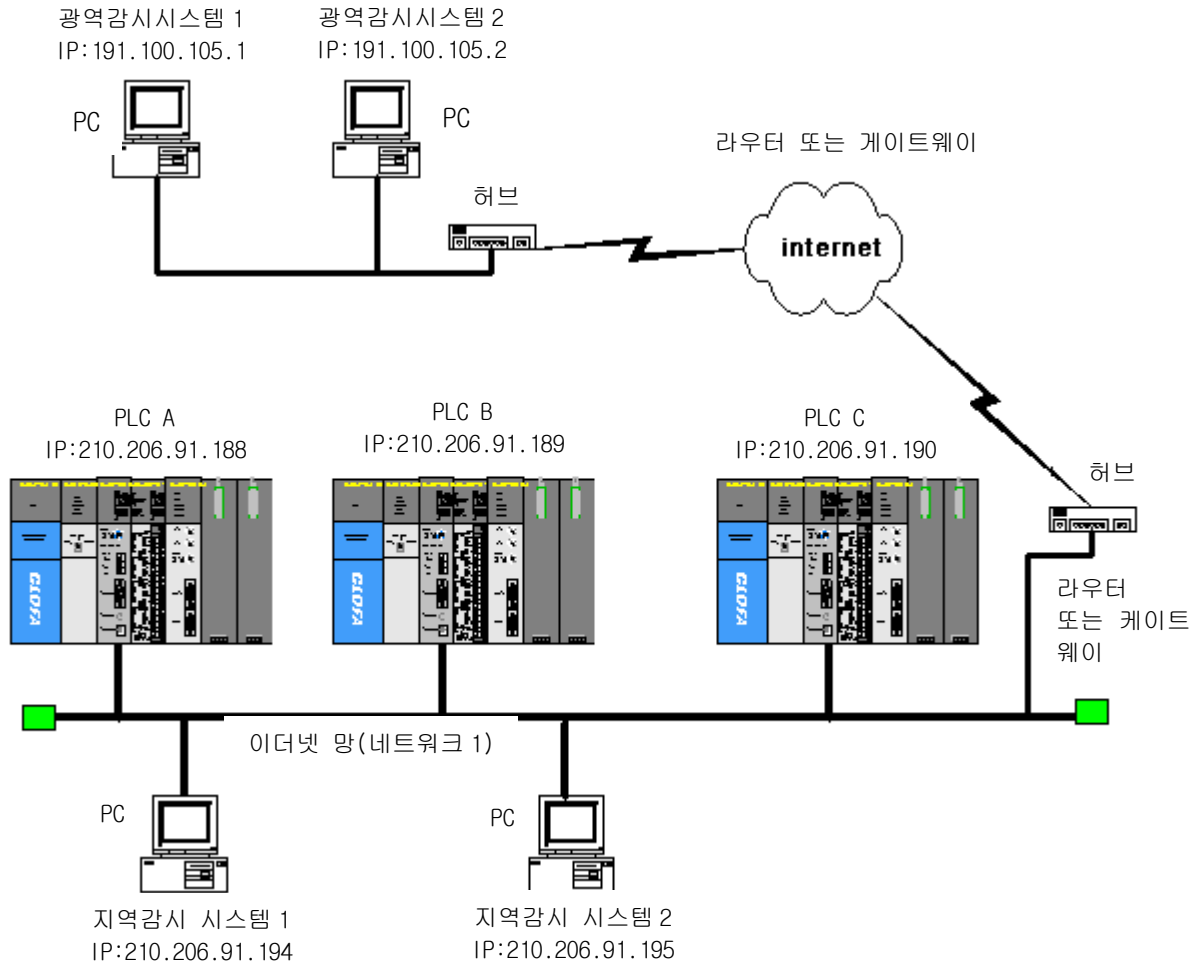 광역감시시스템 1
IP:191.100.105.1
광역감시시스템 2
IP:191.100.105.2
PC
PC
라우터 또는 게이트웨이
허브
internet
PLC A
IP:210.206.91.188
PLC B
IP:210.206.91.189
PLC C
IP:210.206.91.190
허브
GLOFA
GLOFA
GLOFA
라우터
또는 케이트
웨이
이더넷 망(네트워크 1)
PC
PC
지역감시 시스템 1
IP:210.206.91.194
지역감시 시스템 2
IP:210.206.91.195